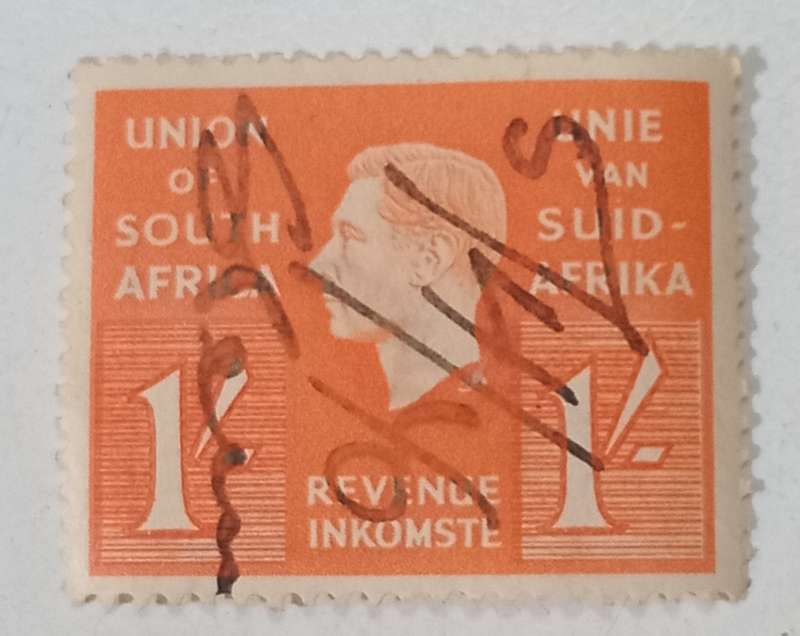 UNION
OF
SOUTH
AFRICA
UNIE
VAN
SUID-
AFRIKA
1/-
1/-
REVENUE
INKOMSTE